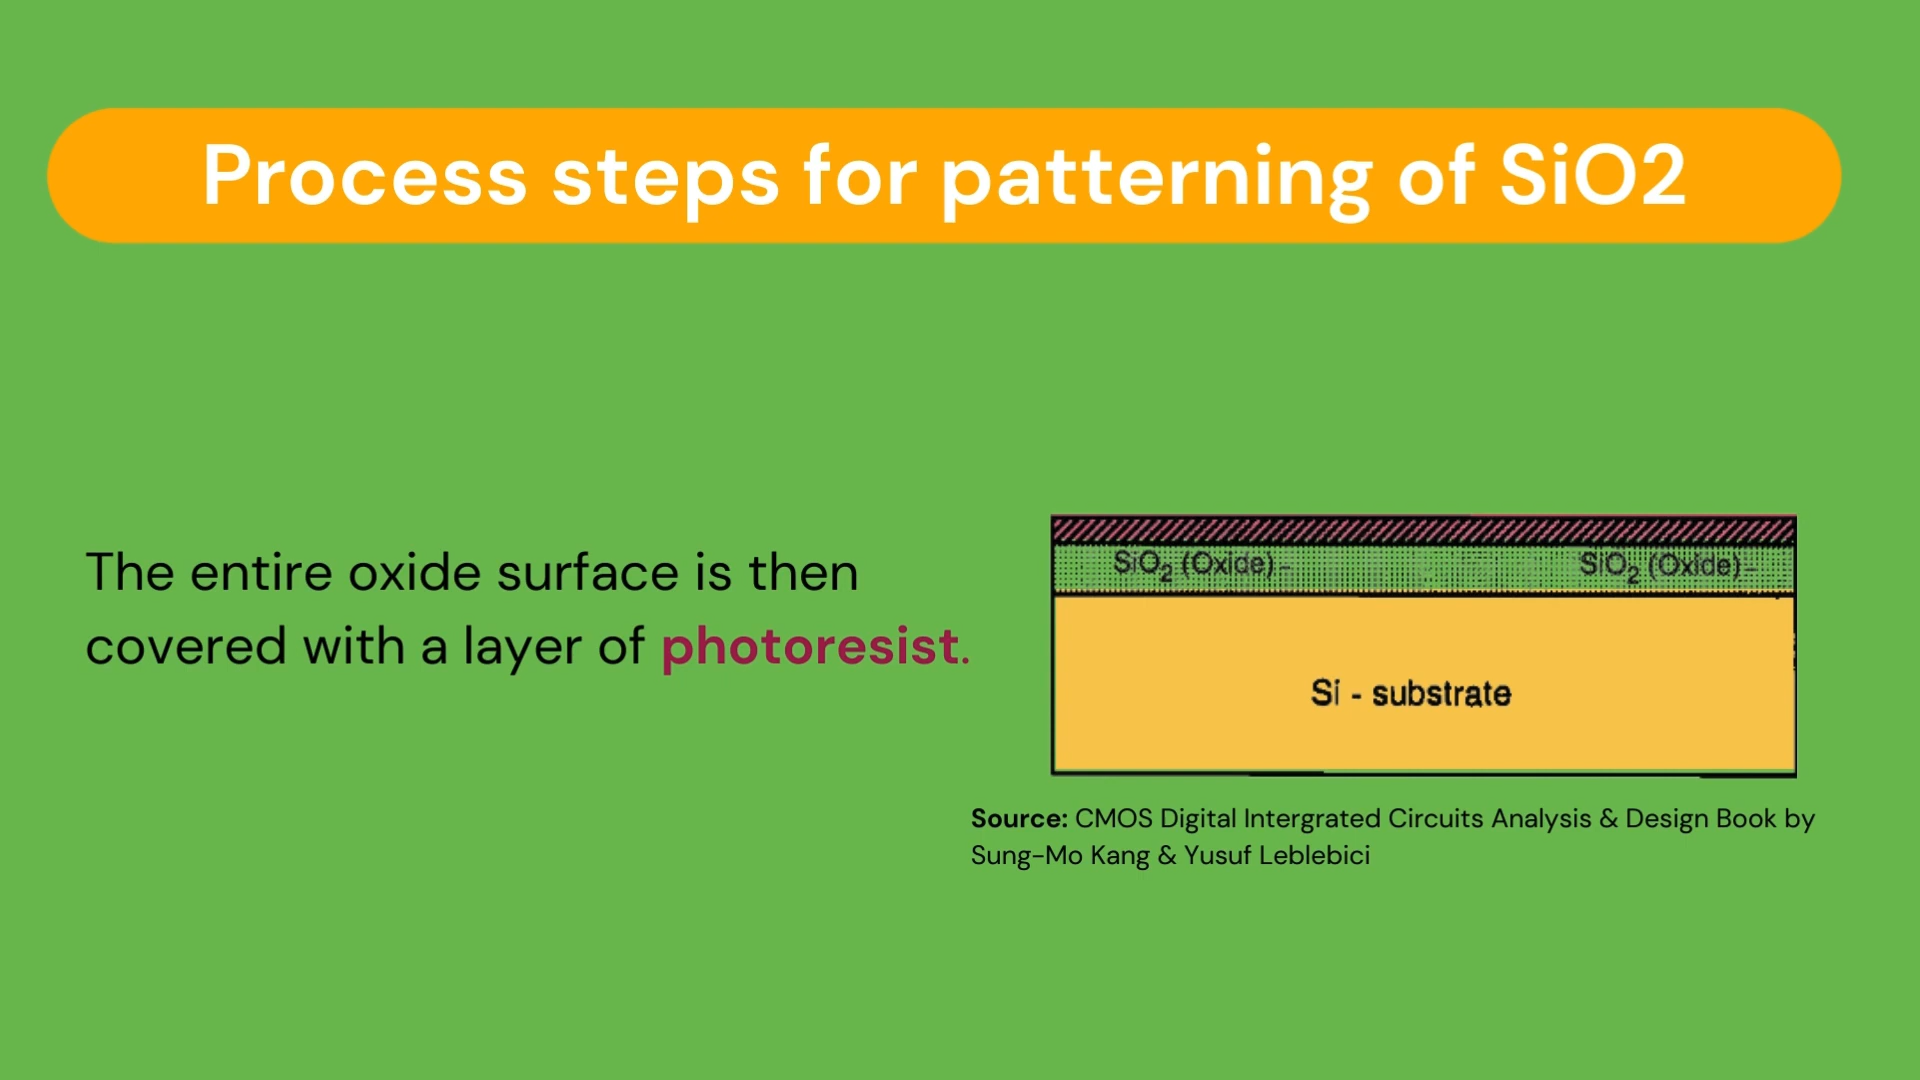 Process steps for patterning of SiO2
The entire oxide surface is then
covered with a layer of photoresist.
SiO₂ (Oxide)
SiO₂ (Oxide)
Si - substrate
Source: CMOS Digital Intergrated Circuits Analysis & Design Book by
Sung-Mo Kang & Yusuf Leblebici